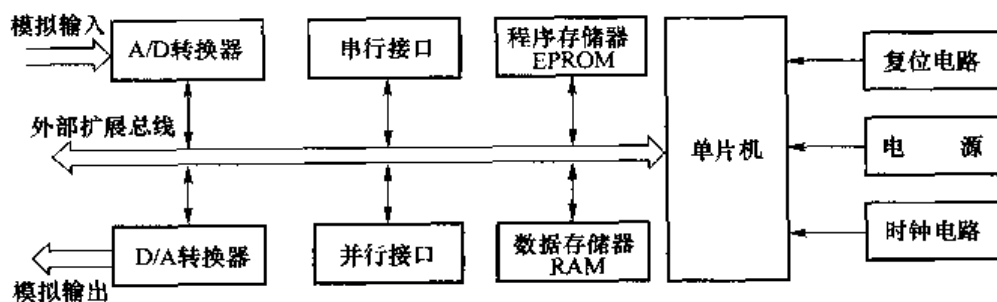 模拟输入
A/D转换器
串行接口
程序存储器
EPROM
复位电路
外部扩展总线
单片机
电 源
D/A转换器
并行接口
数据存储器
RAM
时钟电路
模拟输出